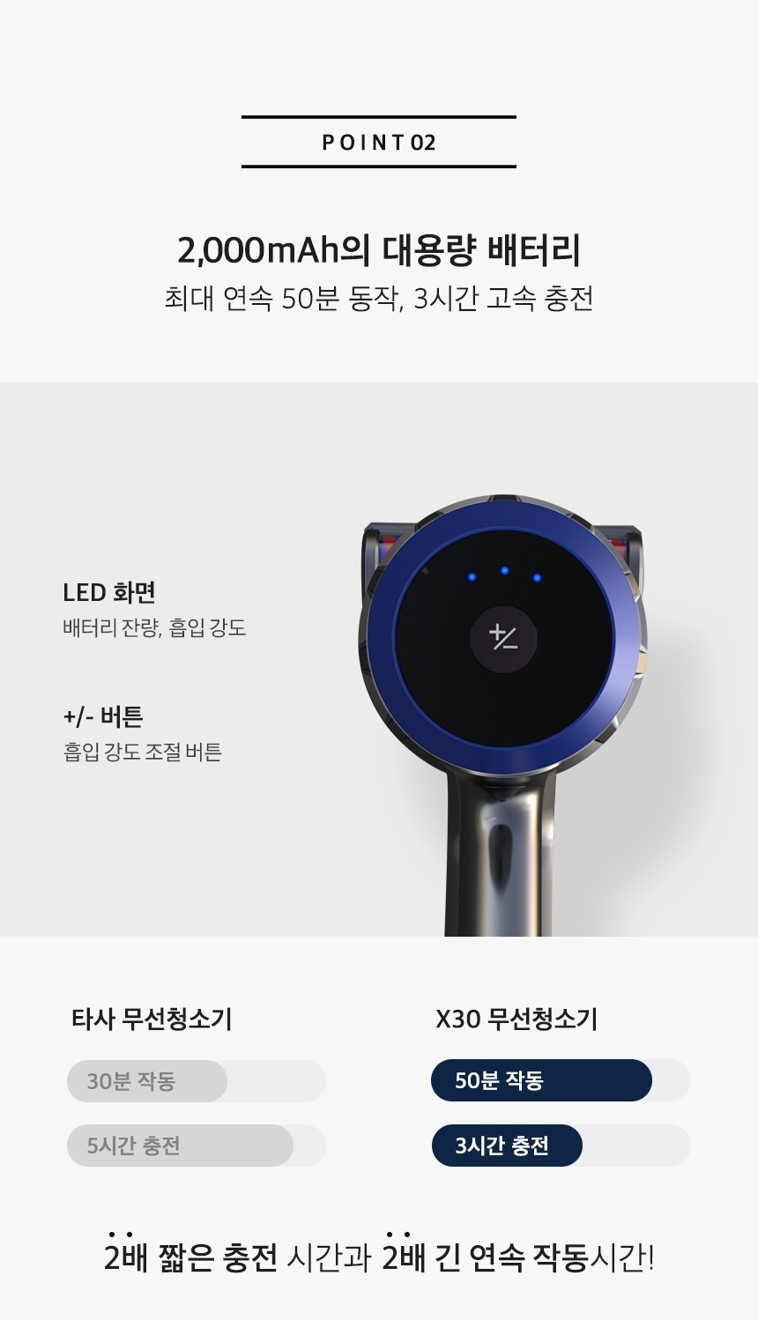 POINT 02
2,000mAh의 대용량 배터리
최대 연속 50분 동작, 3시간 고속 충전
LED 화면
배터리 잔량, 흡입 강도
+/- 버튼
흡입 강도 조절 버튼
+/-
타사 무선청소기
30분 작동
5시간 충전
X30 무선청소기
50분 작동
3시간 충전
2배 짧은 충전 시간과 2배 긴 연속 작동시간!